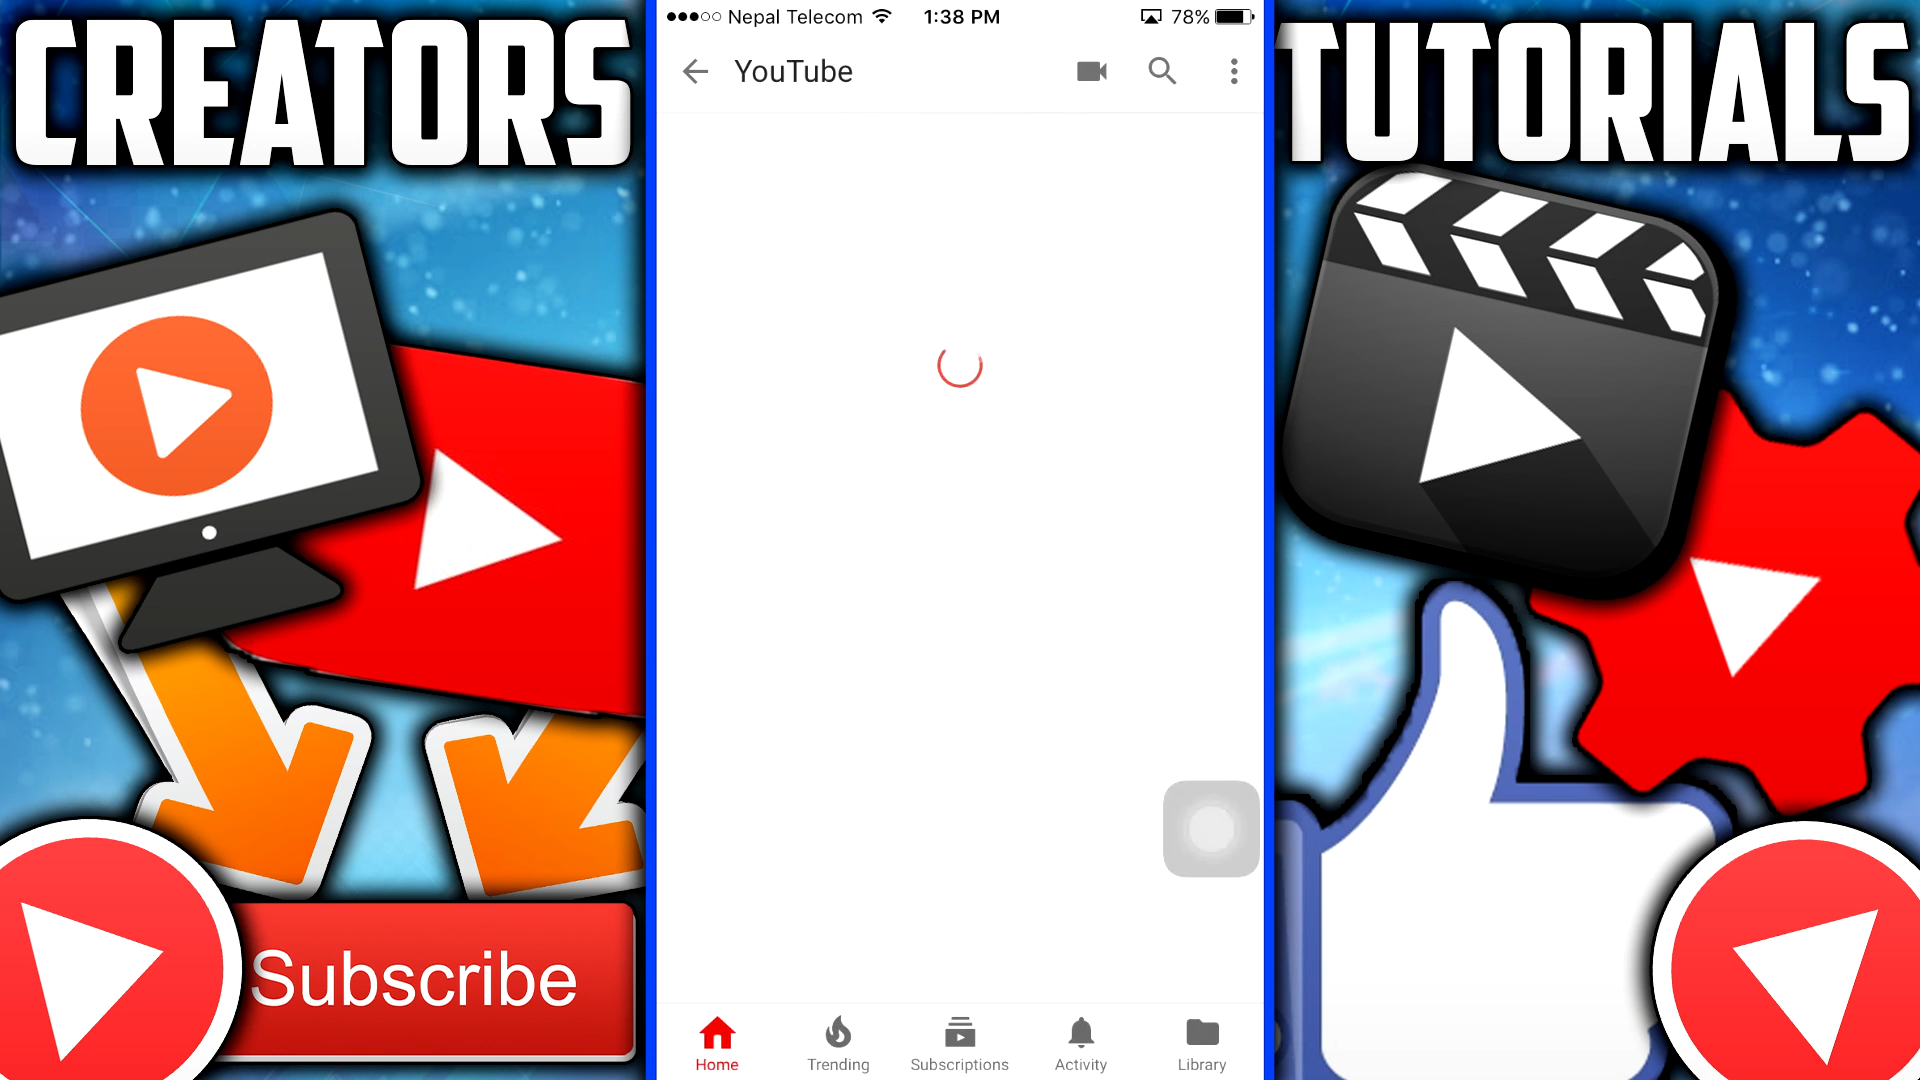 CREATORS
Nepal Telecom 1:38 PM 78%
TUTORIALS
YouTube
Subscribe
Home Trending Subscriptions Activity Library